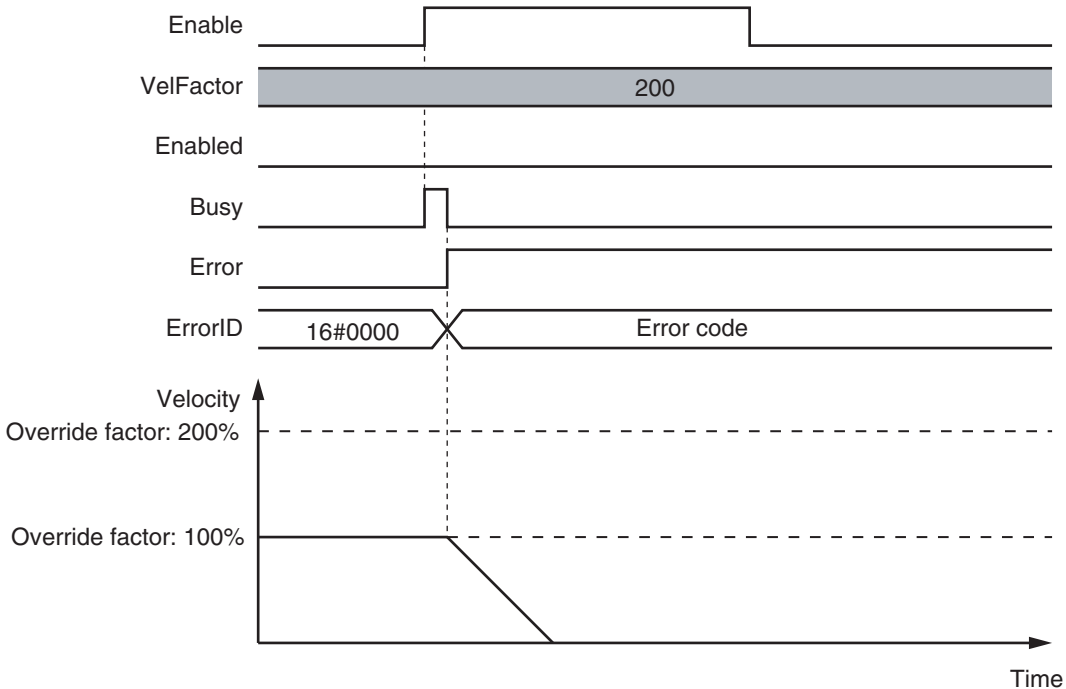 Enable
VelFactor
200
Enabled
Busy
Error
ErrorID
16#0000
Error code
Velocity
Override factor: 200%
Override factor: 100%
Time